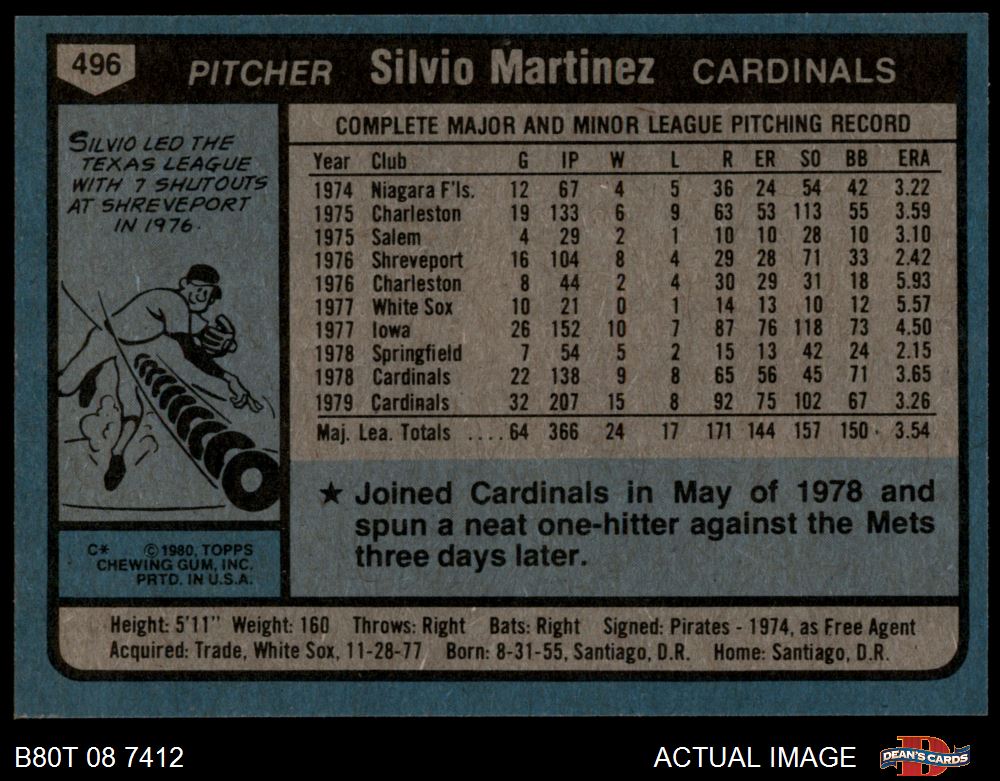 496 PITCHER Silvio Martinez CARDINALS
SILVIO LED THE
TEXAS LEAGUE
WITH 7 SHUTOUTS
AT SHREVEPORT
IN 1976.
COMPLETE MAJOR AND MINOR LEAGUE PITCHING RECORD
Year Club G IP W L R ER SO BB ERA
1974 Niagara F'ls. 12 67 4 5 36 24 54 42 3.22
1975 Charleston 19 133 6 9 63 53 113 55 3.59
1975 Salem 4 29 2 1 10 10 28 10 3.10
1976 Shreveport 16 104 8 4 29 28 71 33 2.42
1976 Charleston 8 44 2 4 30 29 31 18 5.93
1977 White Sox 10 21 0 1 14 13 10 12 5.57
1977 Iowa 26 152 10 7 87 76 118 73 4.50
1978 Springfield 7 54 5 2 15 13 42 24 2.15
1978 Cardinals 22 138 9 8 65 56 45 71 3.65
1979 Cardinals 32 207 15 8 92 75 102 67 3.26
Maj. Lea. Totals ....64 366 24 17 171 144 157 150 3.54
★ Joined Cardinals in May of 1978 and
spun a neat one-hitter against the Mets
three days later.
C* © 1980, TOPPS
CHEWING GUM, INC.
PRTD. IN U.S.A.
Height: 5'11" Weight: 160 Throws: Right Bats: Right Signed: Pirates - 1974, as Free Agent
Acquired: Trade, White Sox, 11-28-77 Born: 8-31-55, Santiago, D.R. Home: Santiago, D.R.
B80T 08 7412 ACTUAL IMAGE DEAN'S CARDS